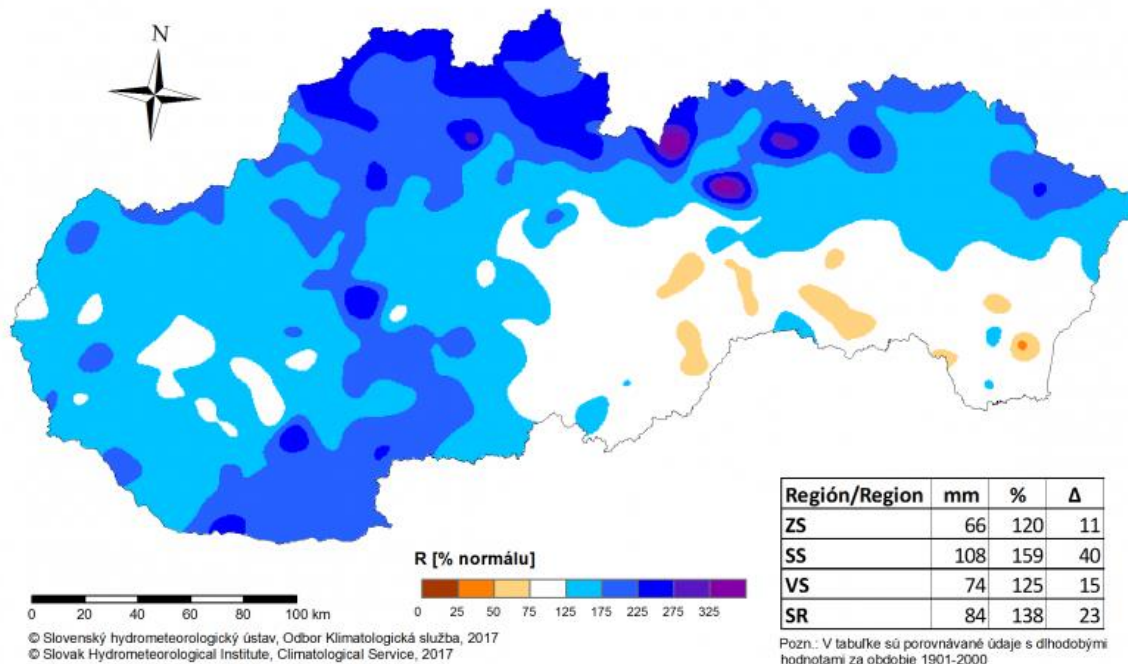 N
Región/Region mm % Δ
ZS 66 120 11
SS 108 159 40
VS 74 125 15
SR 84 138 23
R [% normálu]
0 25 50 75 125 175 225 275 325
0 20 40 60 80 100 km
© Slovenský hydrometeorologický ústav, Odbor Klimatologická služba, 2017
© Slovak Hydrometeorological Institute, Climatological Service, 2017
Pozn.: V tabuľke sú porovnávané údaje s dlhodobými
hodnotami za obdobie 1901-2000